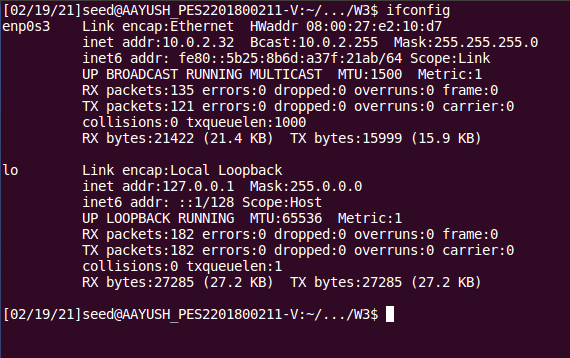 [02/19/21]seed@AAYUSH_PES2201800211-V:~/.../W3$ ifconfig
enp0s3    Link encap:Ethernet  HWaddr 08:00:27:e2:10:d7
          inet addr:10.0.2.32  Bcast:10.0.2.255  Mask:255.255.255.0
          inet6 addr: fe80::5b25:8b6d:a37f:21ab/64 Scope:Link
          UP BROADCAST RUNNING MULTICAST  MTU:1500  Metric:1
          RX packets:135 errors:0 dropped:0 overruns:0 frame:0
          TX packets:121 errors:0 dropped:0 overruns:0 carrier:0
          collisions:0 txqueuelen:1000
          RX bytes:21422 (21.4 KB)  TX bytes:15999 (15.9 KB)

lo        Link encap:Local Loopback
          inet addr:127.0.0.1  Mask:255.0.0.0
          inet6 addr: ::1/128 Scope:Host
          UP LOOPBACK RUNNING  MTU:65536  Metric:1
          RX packets:182 errors:0 dropped:0 overruns:0 frame:0
          TX packets:182 errors:0 dropped:0 overruns:0 carrier:0
          collisions:0 txqueuelen:1
          RX bytes:27285 (27.2 KB)  TX bytes:27285 (27.2 KB)

[02/19/21]seed@AAYUSH_PES2201800211-V:~/.../W3$